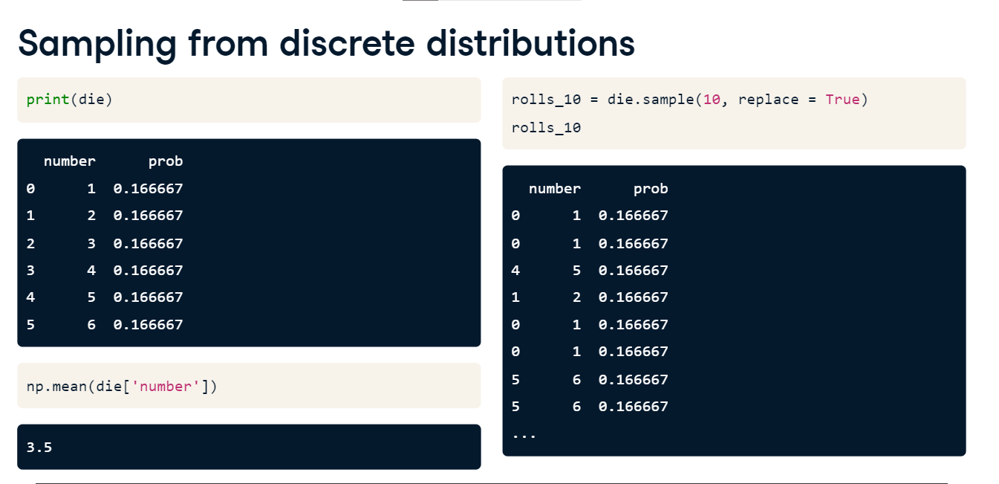 Sampling from discrete distributions
print(die)
number prob
0 1 0.166667
1 2 0.166667
2 3 0.166667
3 4 0.166667
4 5 0.166667
5 6 0.166667
np.mean(die['number'])
3.5
rolls_10 = die.sample(10, replace = True)
rolls_10
number prob
0 1 0.166667
0 1 0.166667
4 5 0.166667
1 2 0.166667
0 1 0.166667
0 1 0.166667
5 6 0.166667
5 6 0.166667
...